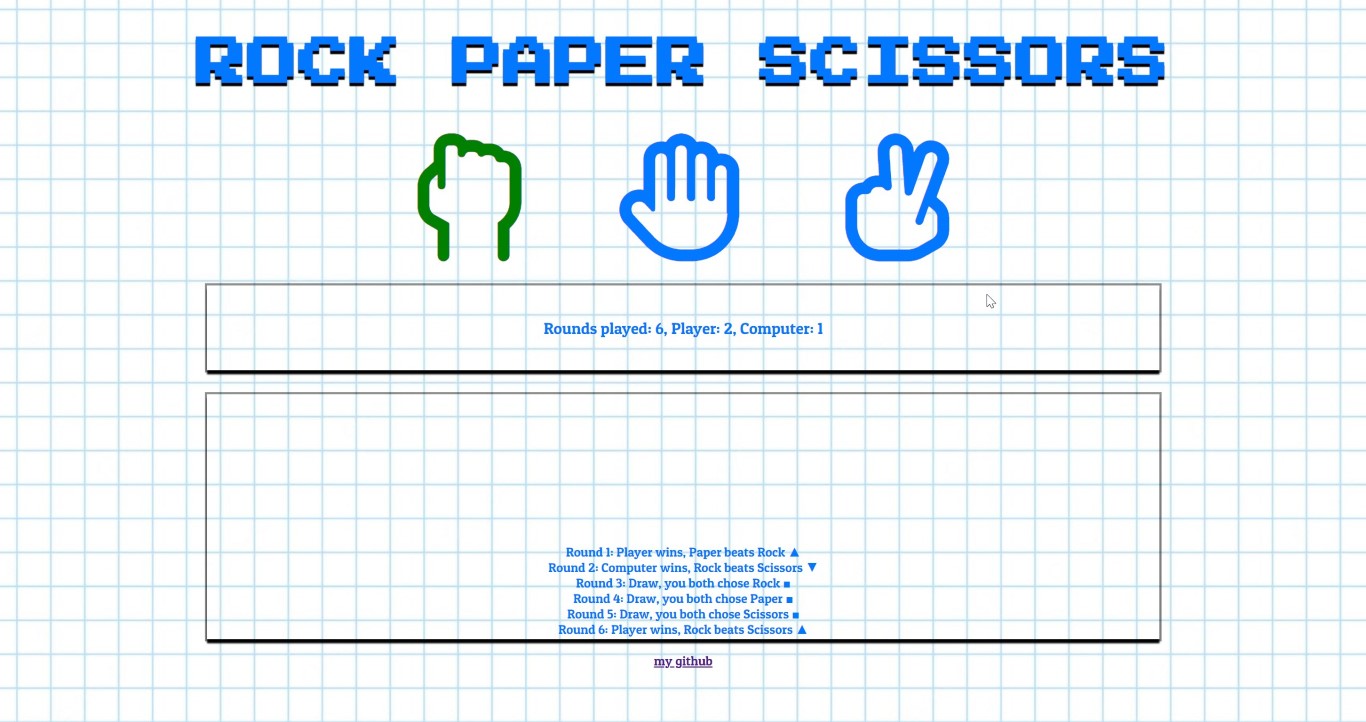 ROCK PAPER SCISSORS
Rounds played: 6, Player: 2, Computer: 1
Round 1: Player wins, Paper beats Rock ▲
Round 2: Computer wins, Rock beats Scissors ▼
Round 3: Draw, you both chose Rock ■
Round 4: Draw, you both chose Paper ■
Round 5: Draw, you both chose Scissors ■
Round 6: Player wins, Rock beats Scissors ▲
my github